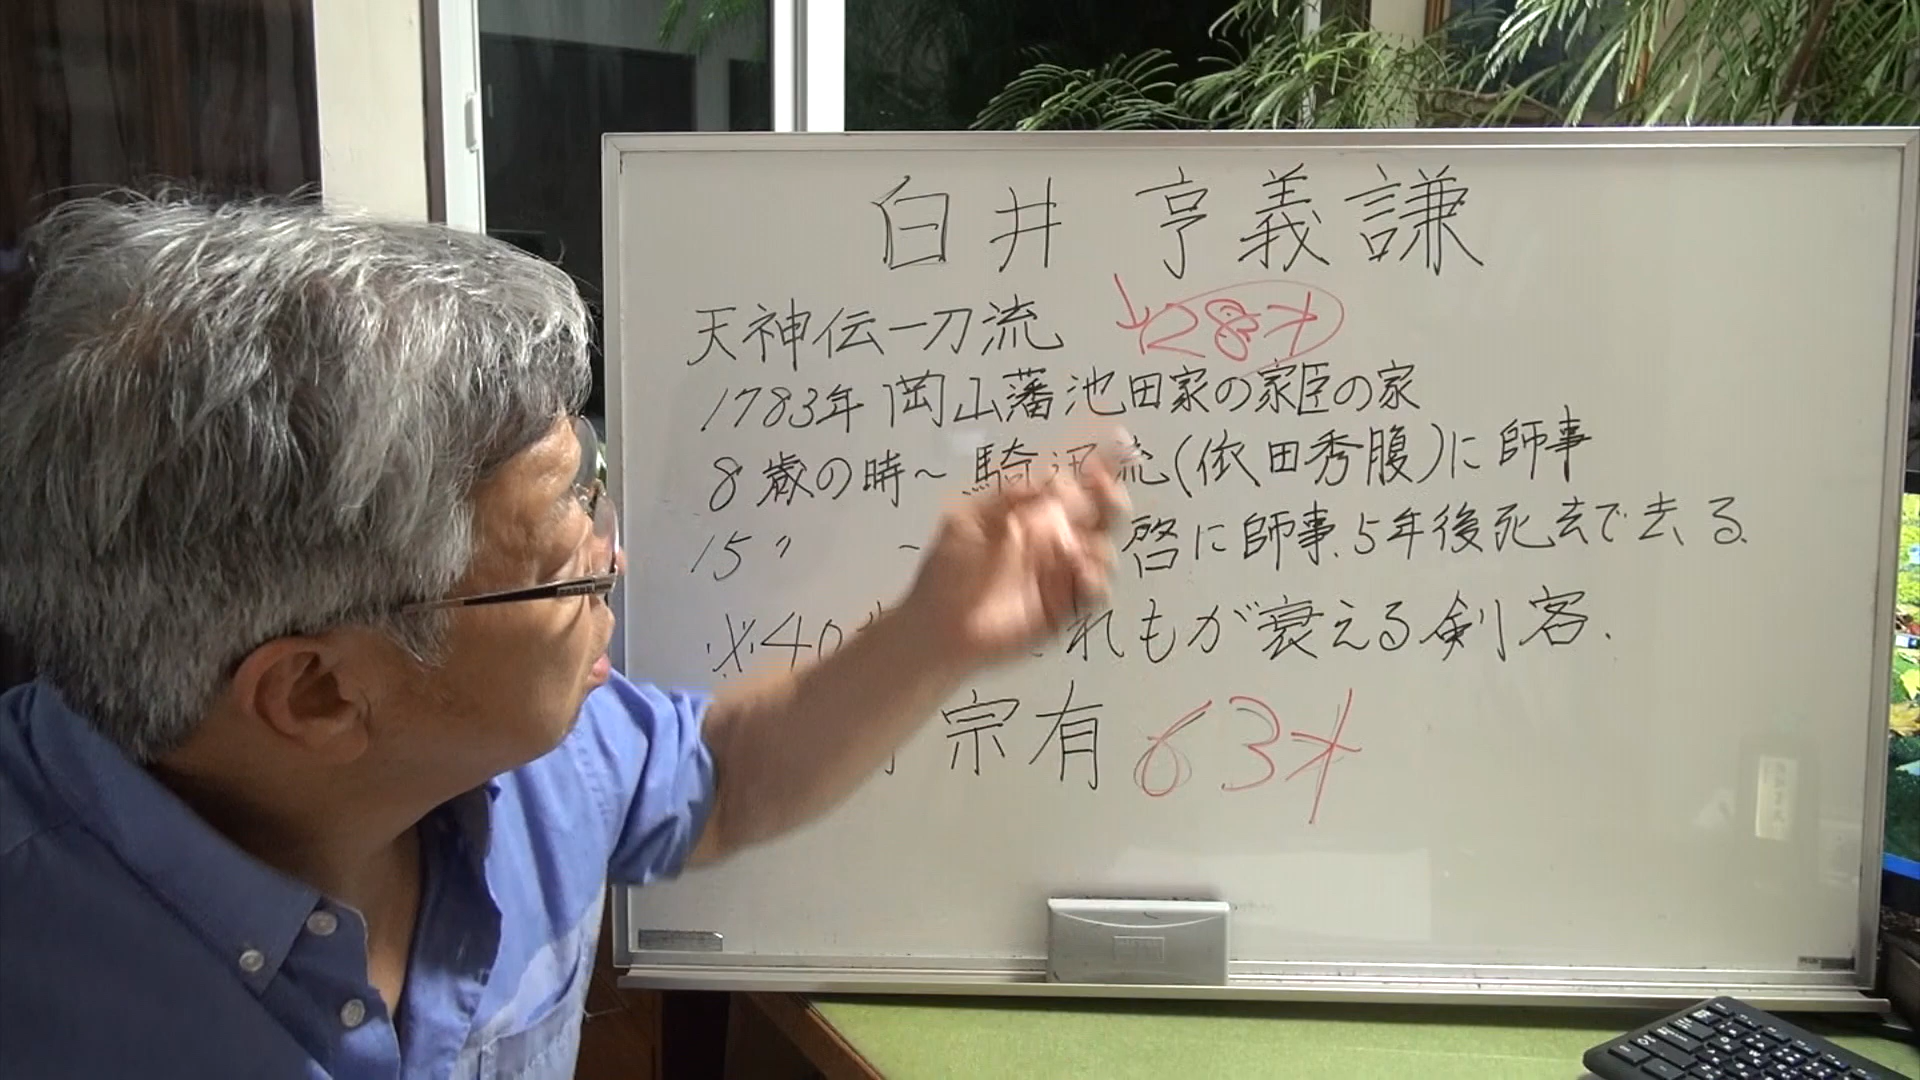 白井 亨義謙
天神伝一刀流 ↓28才
1783年 岡山藩池田家の家臣の家
8歳の時～騎迅流(依田秀腹)に師事
15〃 ～ 啓に師事.5年後死去で去る.
※40 れもが衰える剣客.
宗有 63才